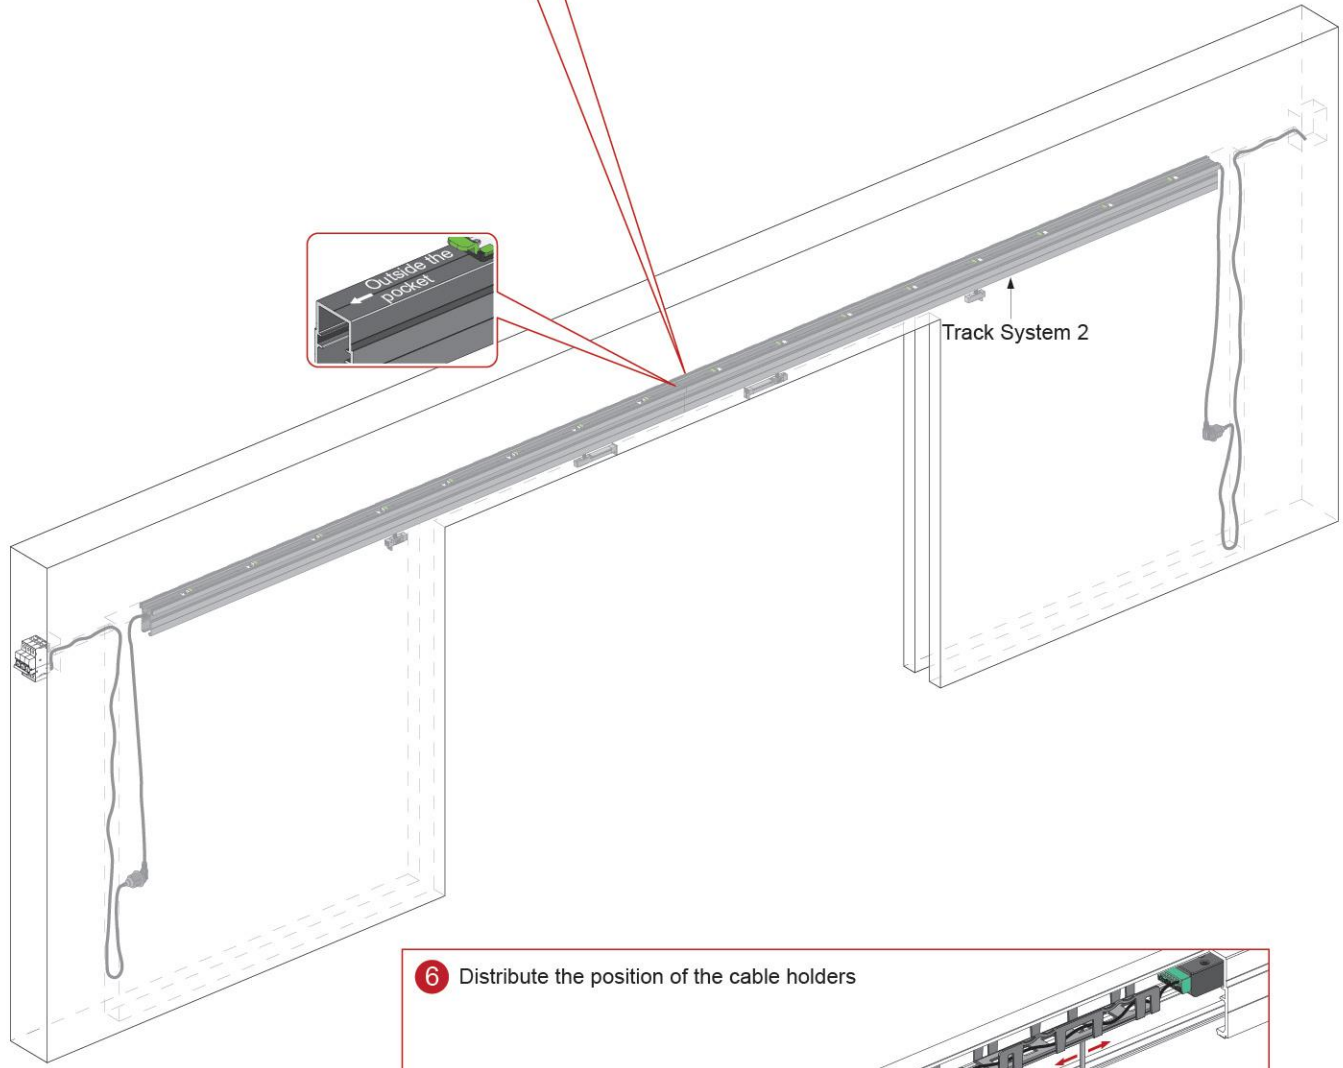 Outside the
pocket
Track System 2
6 Distribute the position of the cable holders